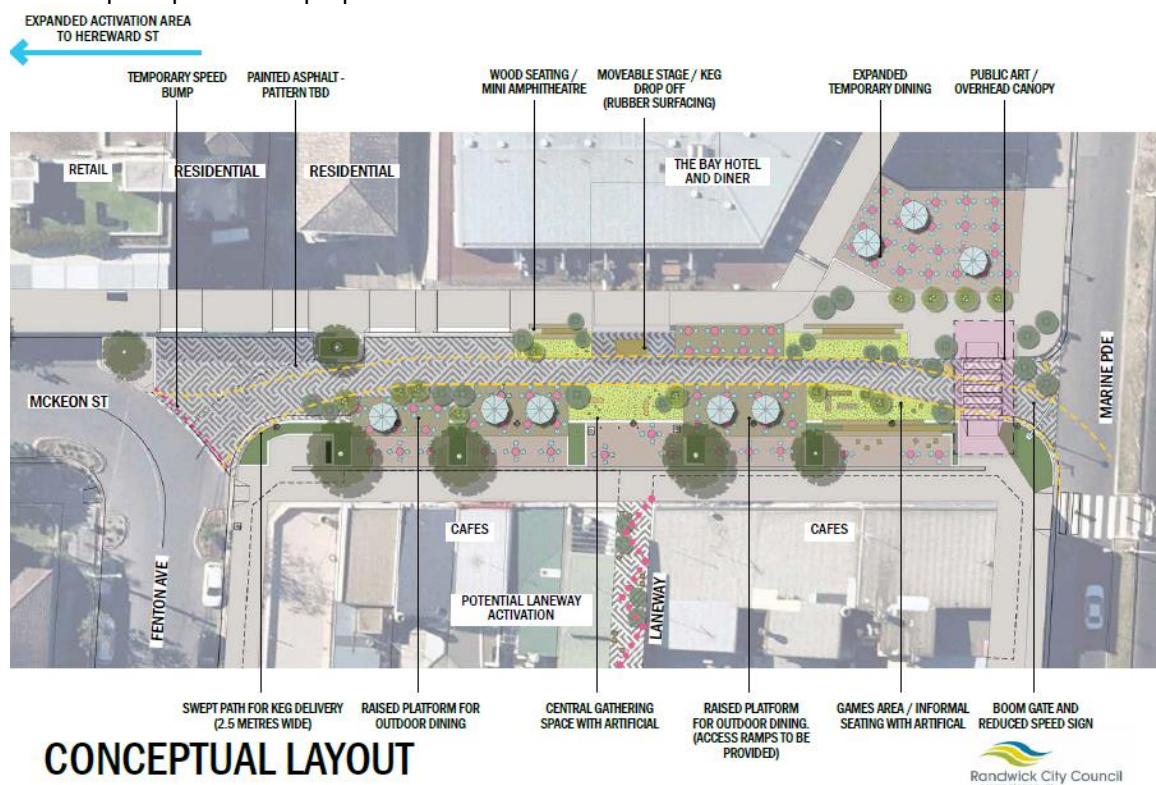 EXPANDED ACTIVATION AREA
TO HEREWARD ST
TEMPORARY SPEED
BUMP
PAINTED ASPHALT -
PATTERN TBD
WOOD SEATING /
MINI AMPHITHEATRE
MOVEABLE STAGE / KEG
DROP OFF
(RUBBER SURFACING)
EXPANDED
TEMPORARY DINING
PUBLIC ART /
OVERHEAD CANOPY
RETAIL
RESIDENTIAL
RESIDENTIAL
THE BAY HOTEL
AND DINER
MCKEON ST
MARINE PDE
FENTON AVE
CAFES
POTENTIAL LANEWAY
ACTIVATION
LANEWAY
CAFES
SWEPT PATH FOR KEG DELIVERY
(2.5 METRES WIDE)
RAISED PLATFORM FOR
OUTDOOR DINING
CENTRAL GATHERING
SPACE WITH ARTIFICIAL
RAISED PLATFORM
FOR OUTDOOR DINING.
(ACCESS RAMPS TO BE
PROVIDED)
GAMES AREA / INFORMAL
SEATING WITH ARTIFICAL
BOOM GATE AND
REDUCED SPEED SIGN
CONCEPTUAL LAYOUT
Randwick City Council